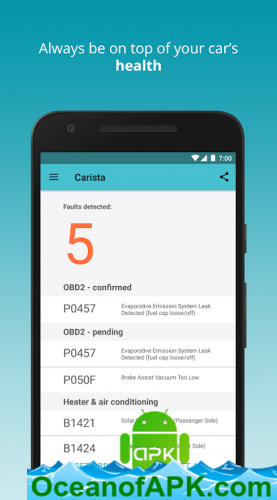 Always be on top of your car's
health
7:00
Carista
Faults detected:
5
OBD2 - confirmed
P0457 Evaporative Emission System Leak
Detected (fuel cap loose/off)
OBD2 - pending
P0457 Evaporative Emission System Leak
Detected (fuel cap loose/off)
P050F Brake Assist Vacuum Too Low
Heater & air conditioning
B1421 Solar (Passenger Side)
B1424 Side)
APK
OceanofAPK.com